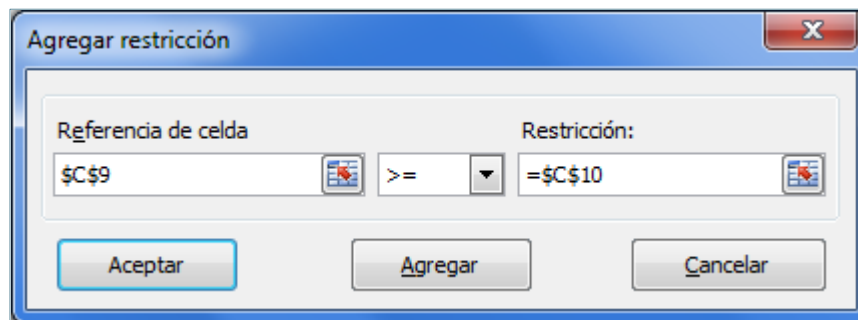 Agregar restricción
Referencia de celda
Restricción:
$C$9
>=
=$C$10
Aceptar
Agregar
Cancelar